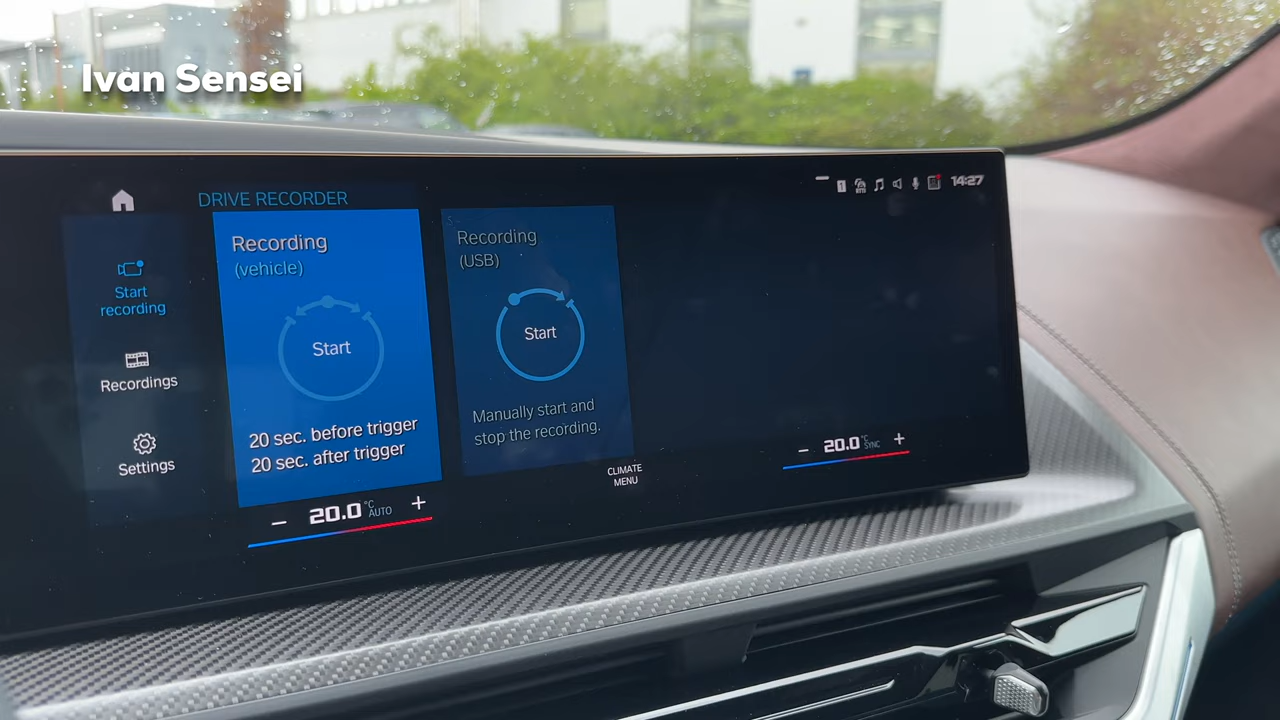 Ivan Sensei
DRIVE RECORDER
14:27
Start
recording
Recordings
Settings
Recording
(vehicle)
Start
20 sec. before trigger
20 sec. after trigger
Recording
(USB)
Start
Manually start and
stop the recording.
− 20.0 °C AUTO +
CLIMATE
MENU
− 20.0 °C SYNC +